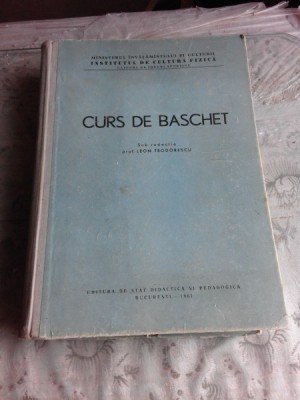 MINISTERUL ÎNVĂȚĂMÎNTULUI ȘI CULTURII
INSTITUTUL DE CULTURĂ FIZICĂ
CURS DE BASCHET
Sub redacția
prof. LEON TEODORESCU
EDITURA DE STAT DIDACTICĂ ȘI PEDAGOGICĂ
BUCUREȘTI